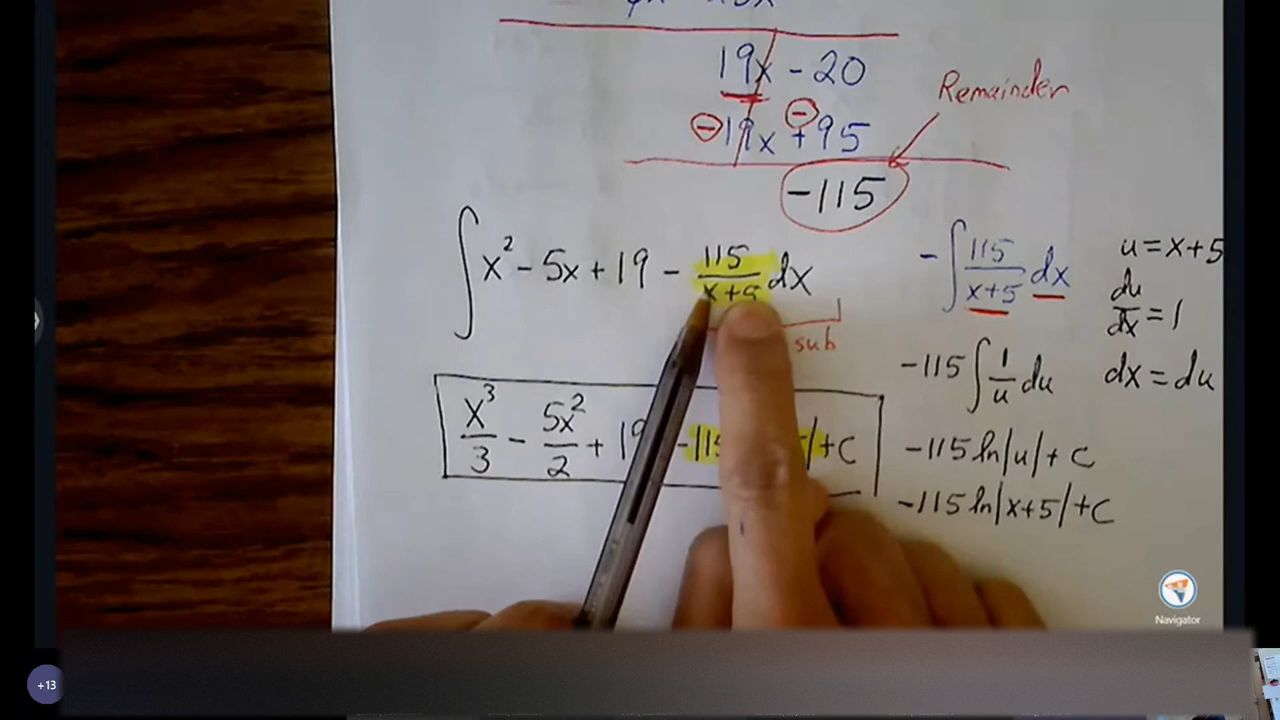 19x - 20
Remainder
19x + 95
-115
∫ x² - 5x + 19 - 115/(x+5) dx
sub
x³/3 - 5x²/2 + 19 -115 | + C
-∫ 115/(x+5) dx
-115 ∫ 1/u du
-115 ln|u| + C
-115 ln|x+5| + C
u = x+5
du/dx = 1
dx = du
Navigator
+13